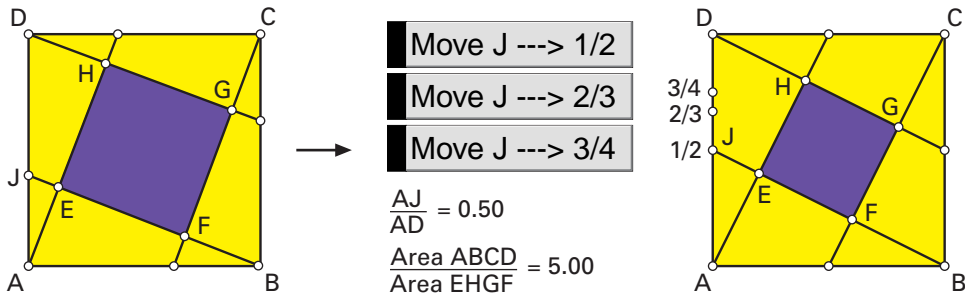 D
C
H
G
J
E
F
A
B
Move J ---> 1/2
Move J ---> 2/3
Move J ---> 3/4
AJ
AD
= 0.50
Area ABCD
Area EHGF
= 5.00
D
C
3/4
2/3
J
1/2
H
G
E
F
A
B